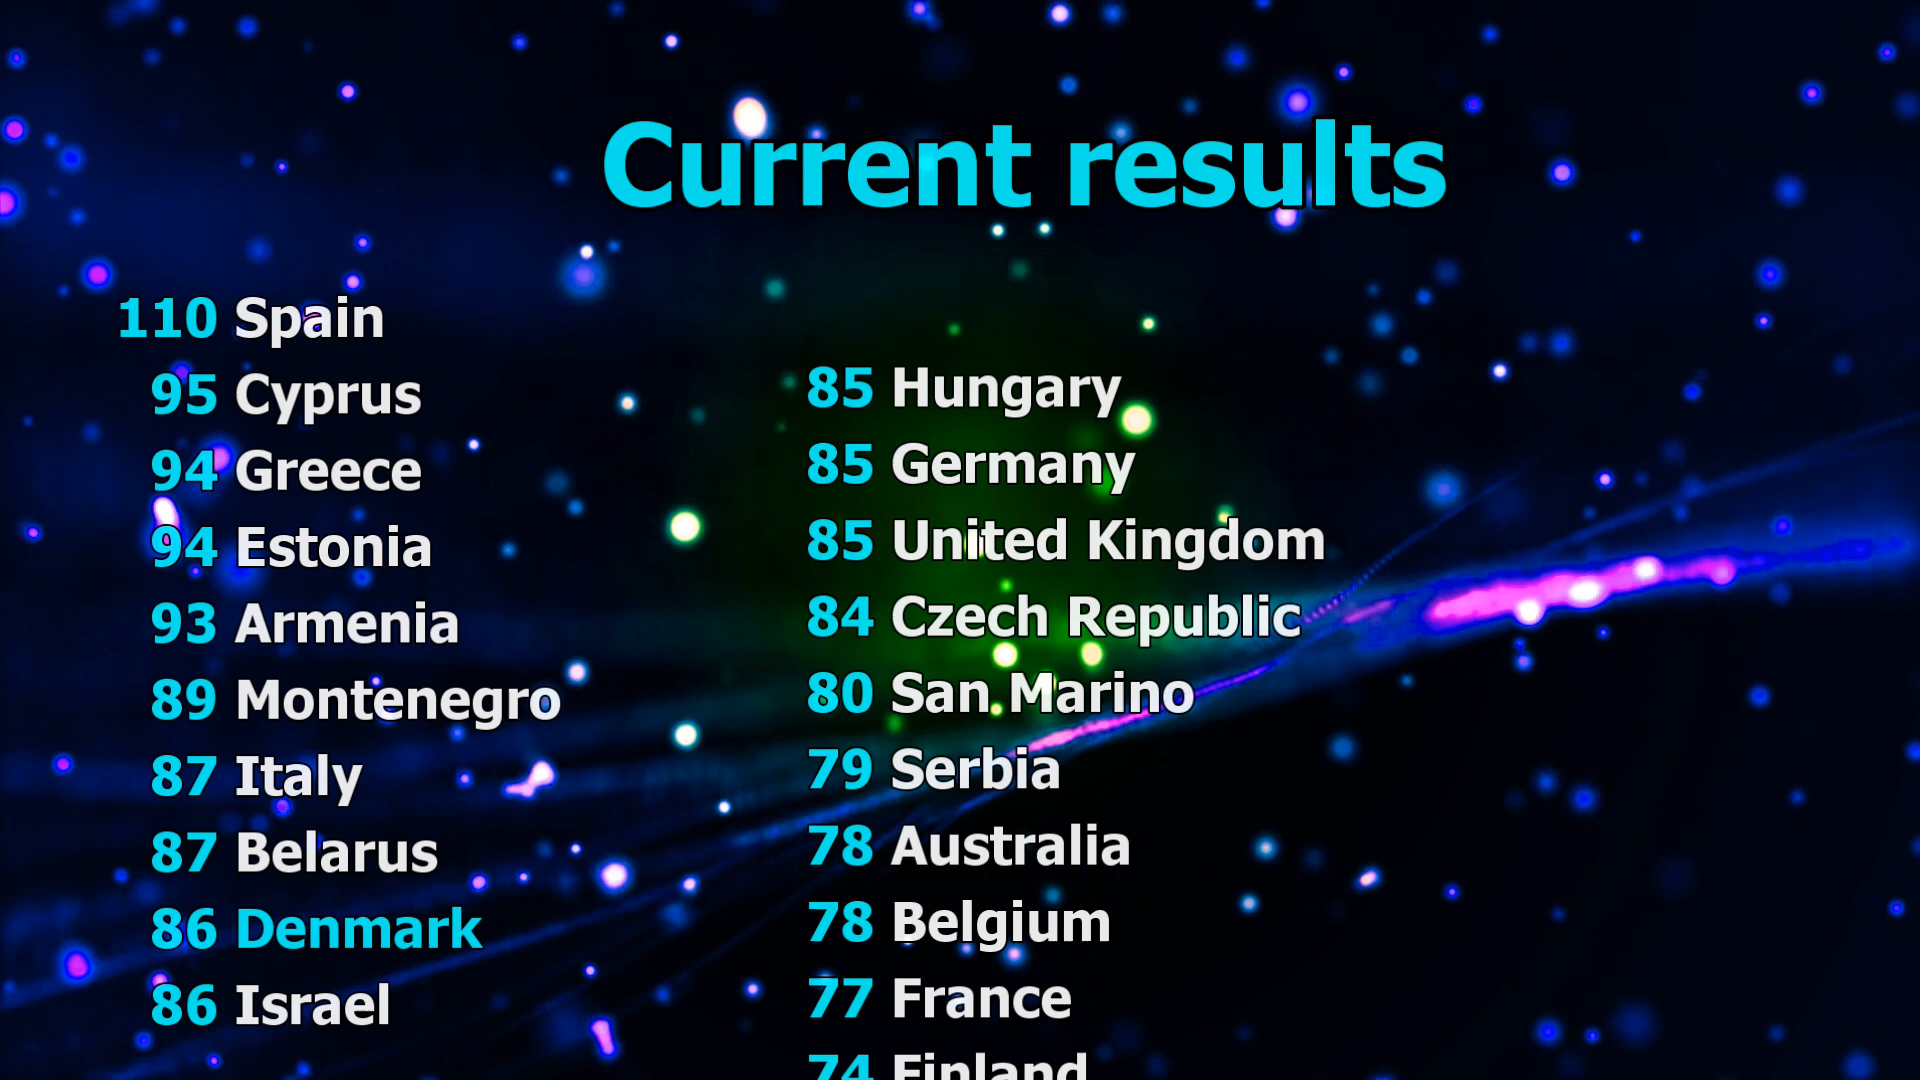 Current results
110 Spain
95 Cyprus
94 Greece
94 Estonia
93 Armenia
89 Montenegro
87 Italy
87 Belarus
86 Denmark
86 Israel
85 Hungary
85 Germany
85 United Kingdom
84 Czech Republic
80 San Marino
79 Serbia
78 Australia
78 Belgium
77 France
74 Finland